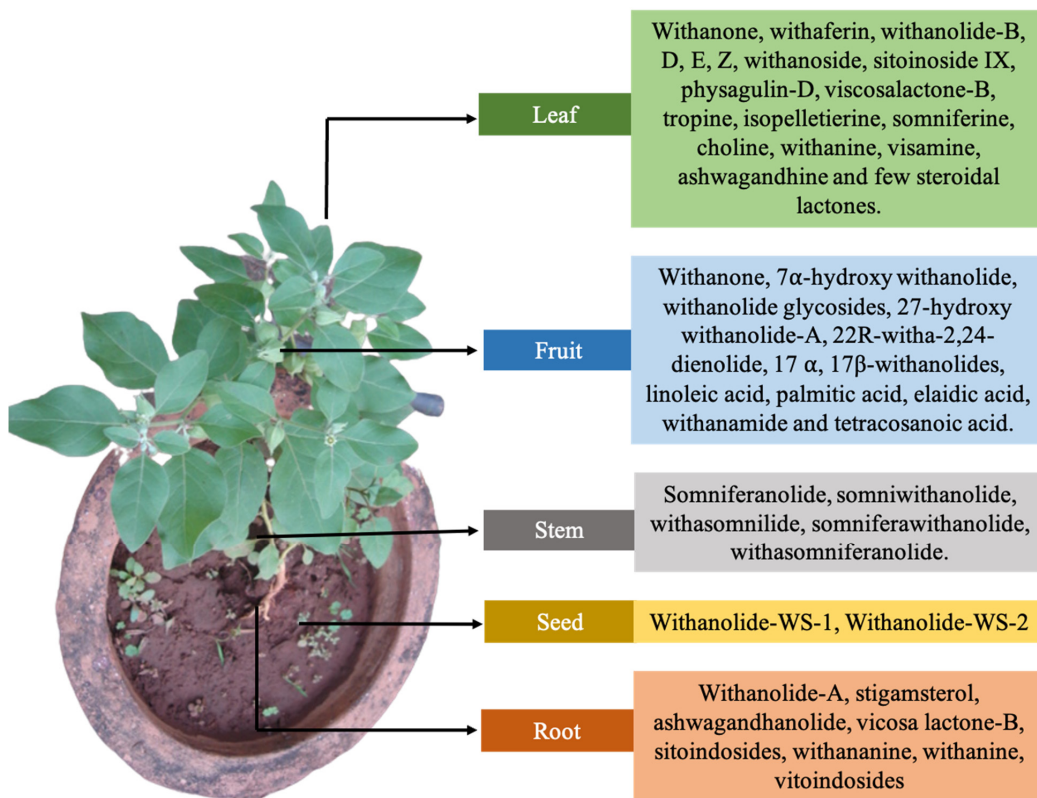 Withanone, withaferin, withanolide-B,
D, E, Z, withanoside, sitoinoside IX,
physagulin-D, viscosalactone-B,
tropine, isopelletierine, somniferine,
choline, withanine, visamine,
ashwagandhine and few steroidal
lactones.
Leaf
Withanone, 7α-hydroxy withanolide,
withanolide glycosides, 27-hydroxy
withanolide-A, 22R-witha-2,24-
dienolide, 17 α, 17β-withanolides,
linoleic acid, palmitic acid, elaidic acid,
withanamide and tetracosanoic acid.
Fruit
Somniferanolide, somniwithanolide,
withasomnilide, somniferawithanolide,
withasomniferanolide.
Stem
Seed
Withanolide-WS-1, Withanolide-WS-2
Withanolide-A, stigamsterol,
ashwagandhanolide, vicosa lactone-B,
sitoindosides, withananine, withanine,
vitoindosides
Root